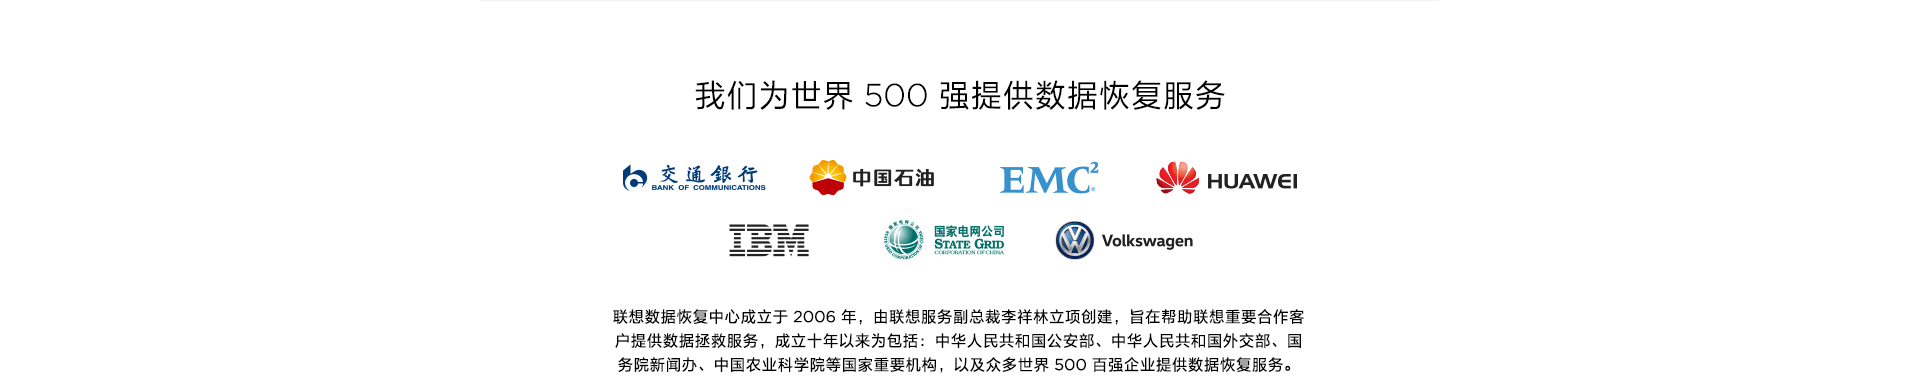 我们为世界 500 强提供数据恢复服务
交通銀行 BANK OF COMMUNICATIONS
中国石油
EMC²
HUAWEI
IBM
国家电网公司 STATE GRID CORPORATION OF CHINA
Volkswagen
联想数据恢复中心成立于 2006 年，由联想服务副总裁李祥林立项创建，旨在帮助联想重要合作客
户提供数据拯救服务，成立十年以来为包括：中华人民共和国公安部、中华人民共和国外交部、国
务院新闻办、中国农业科学院等国家重要机构，以及众多世界 500 百强企业提供数据恢复服务。